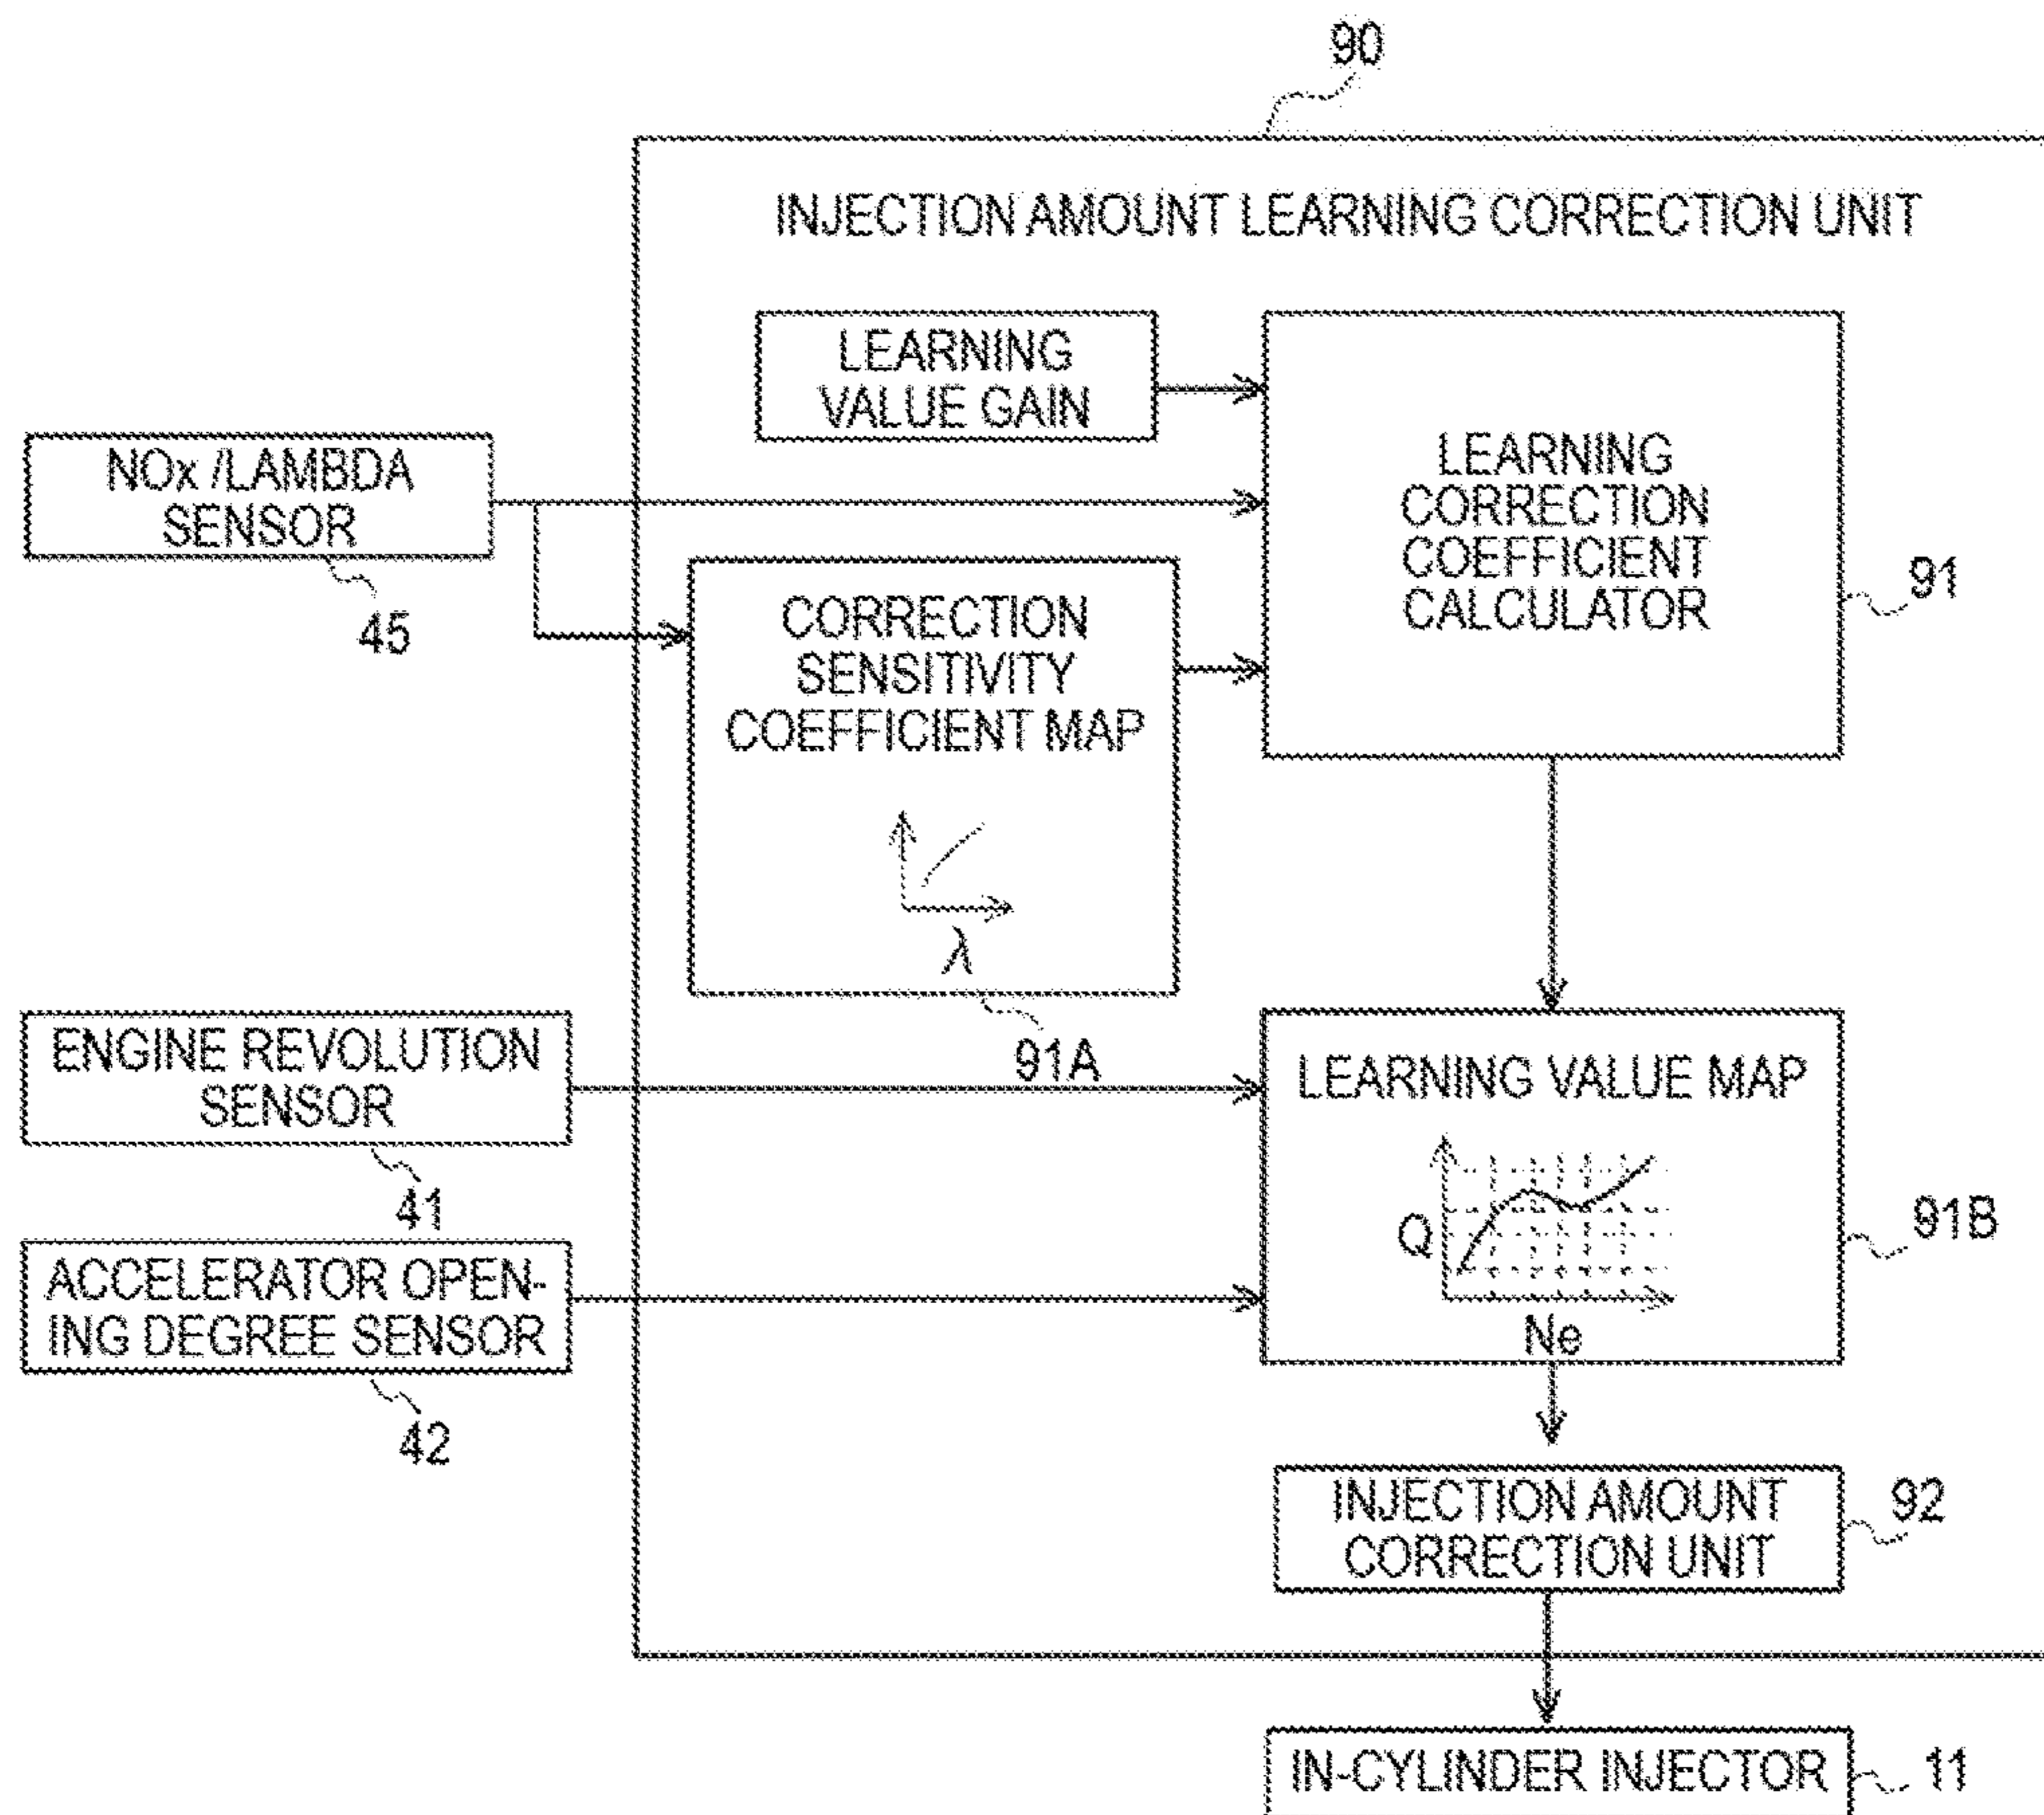 90
INJECTION AMOUNT LEARNING CORRECTION UNIT
LEARNING
VALUE GAIN
NOx /LAMBDA
SENSOR
45
LEARNING
CORRECTION
COEFFICIENT
CALCULATOR
91
CORRECTION
SENSITIVITY
COEFFICIENT MAP
λ
91A
ENGINE REVOLUTION
SENSOR
41
LEARNING VALUE MAP
Q
Ne
91B
ACCELERATOR OPEN-
ING DEGREE SENSOR
42
INJECTION AMOUNT
CORRECTION UNIT
92
IN-CYLINDER INJECTOR
11